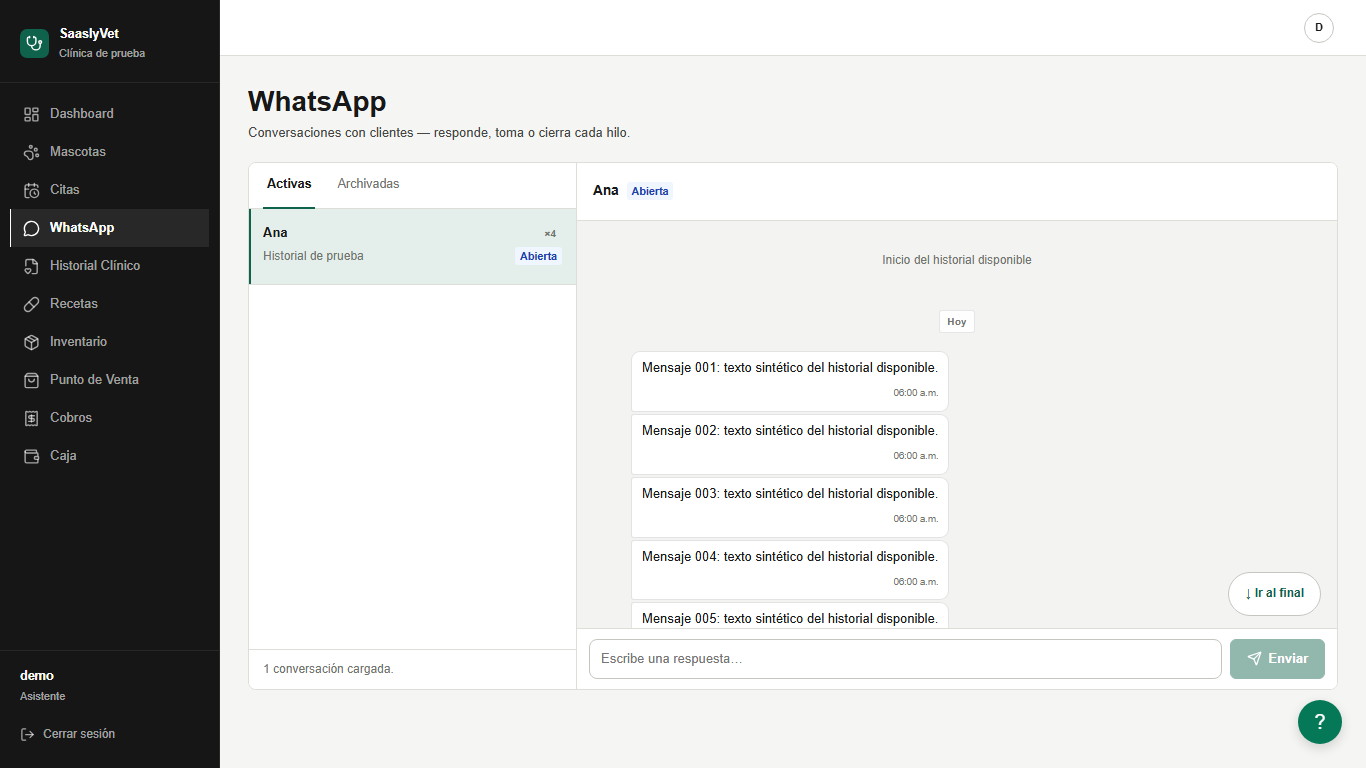 SaaslyVet
Clínica de prueba
D
Dashboard
Mascotas
Citas
WhatsApp
Historial Clínico
Recetas
Inventario
Punto de Venta
Cobros
Caja
demo
Asistente
Cerrar sesión
WhatsApp
Conversaciones con clientes — responde, toma o cierra cada hilo.
Activas Archivadas
Ana ×4
Historial de prueba Abierta
1 conversación cargada.
Ana Abierta
Inicio del historial disponible
Hoy
Mensaje 001: texto sintético del historial disponible.
06:00 a.m.
Mensaje 002: texto sintético del historial disponible.
06:00 a.m.
Mensaje 003: texto sintético del historial disponible.
06:00 a.m.
Mensaje 004: texto sintético del historial disponible.
06:00 a.m.
Mensaje 005: texto sintético del historial disponible.
↓ Ir al final
Escribe una respuesta…
Enviar
?